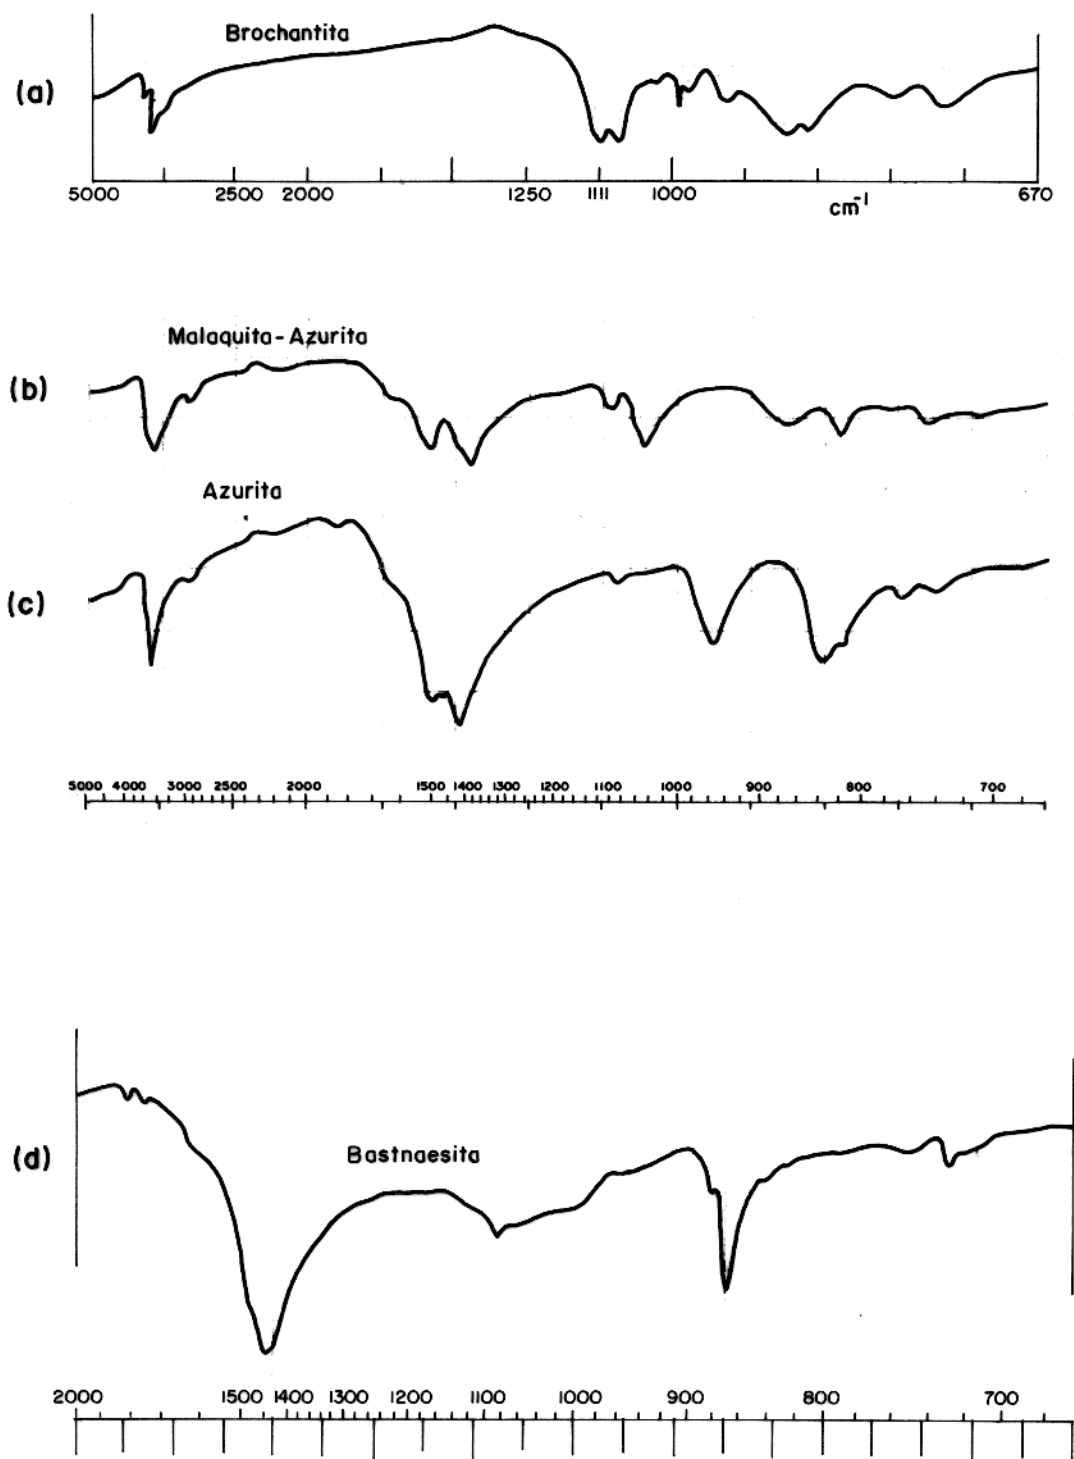 Brochantita
(a)
5000 2500 2000 1250 1111 1000 cm⁻¹ 670
Malaquita-Azurita
(b)
Azurita
(c)
5000 4000 3000 2500 2000 1500 1400 1300 1200 1100 1000 900 800 700
(d)
Bastnaesita
2000 1500 1400 1300 1200 1100 1000 900 800 700